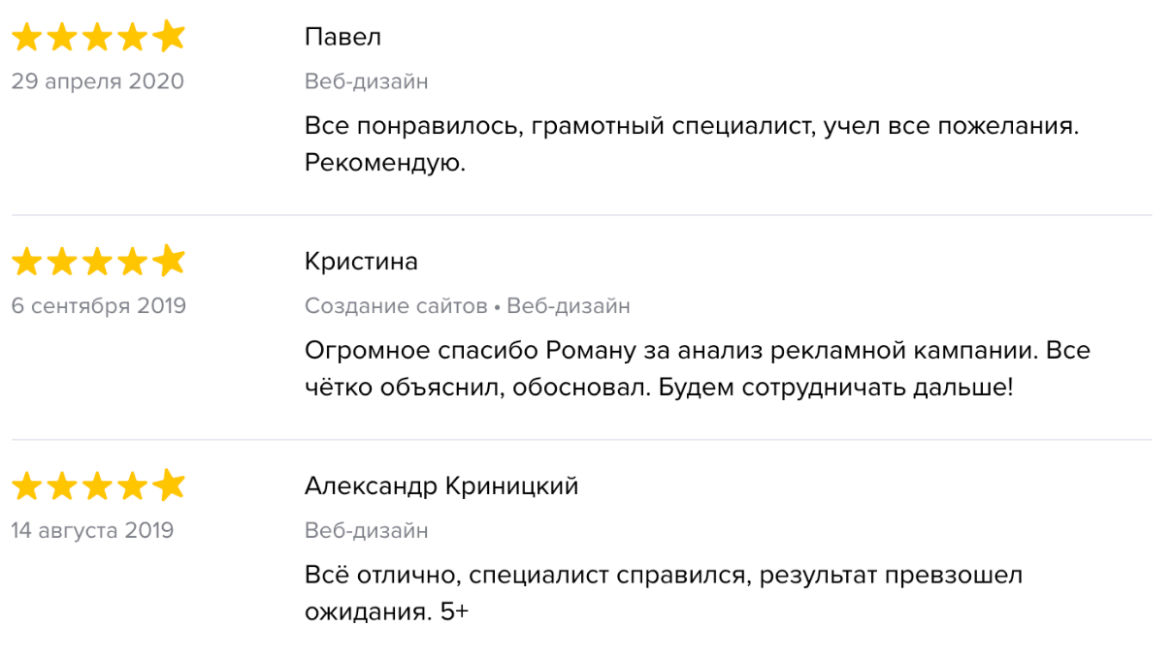 Павел
29 апреля 2020
Веб-дизайн
Все понравилось, грамотный специалист, учел все пожелания.
Рекомендую.
Кристина
6 сентября 2019
Создание сайтов • Веб-дизайн
Огромное спасибо Роману за анализ рекламной кампании. Все
чётко объяснил, обосновал. Будем сотрудничать дальше!
Александр Криницкий
14 августа 2019
Веб-дизайн
Всё отлично, специалист справился, результат превзошел
ожидания. 5+